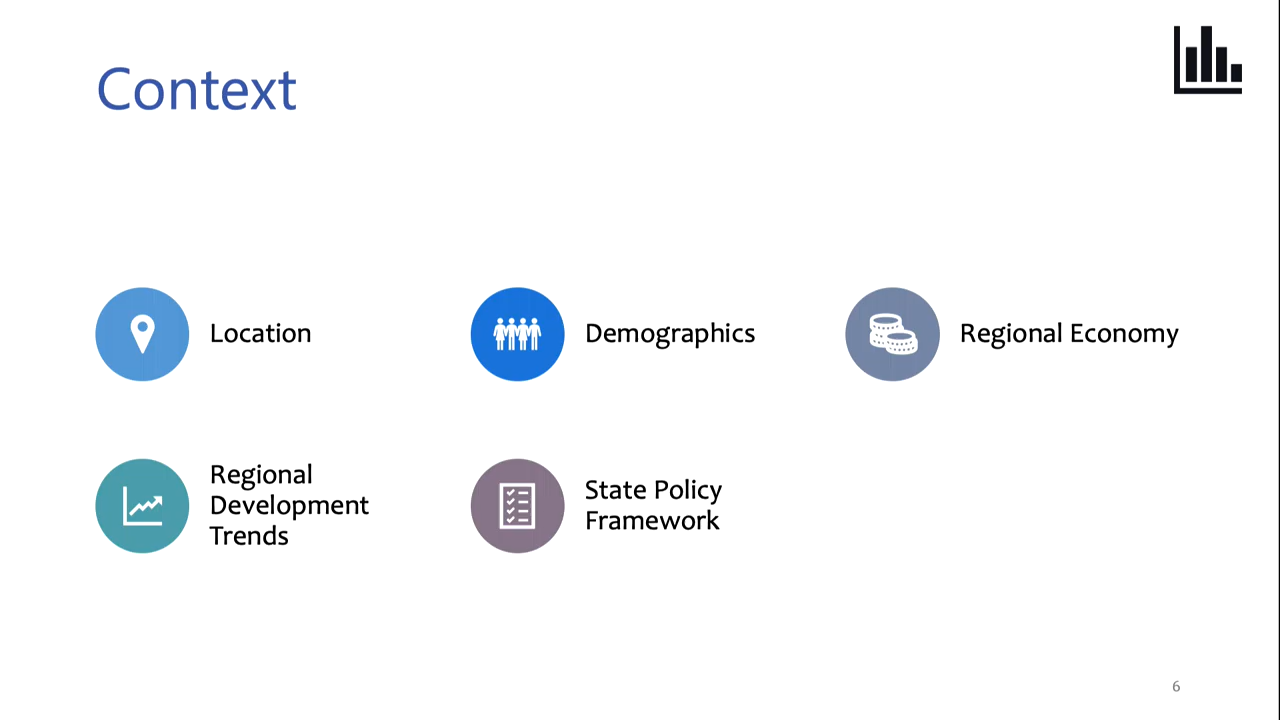 Context
Location
Demographics
Regional Economy
Regional
Development
Trends
State Policy
Framework
6